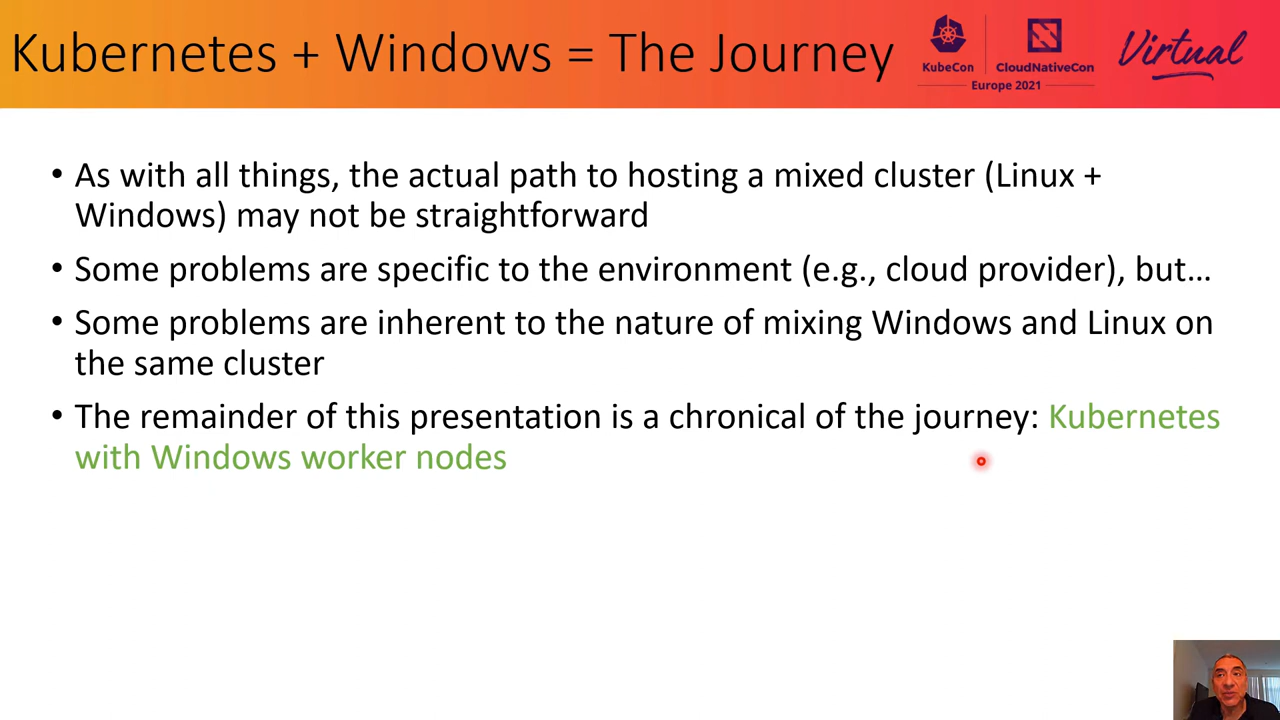 Kubernetes + Windows = The Journey
KubeCon
CloudNativeCon
Europe 2021
Virtual
• As with all things, the actual path to hosting a mixed cluster (Linux +
Windows) may not be straightforward
• Some problems are specific to the environment (e.g., cloud provider), but...
• Some problems are inherent to the nature of mixing Windows and Linux on
the same cluster
• The remainder of this presentation is a chronical of the journey: Kubernetes
with Windows worker nodes